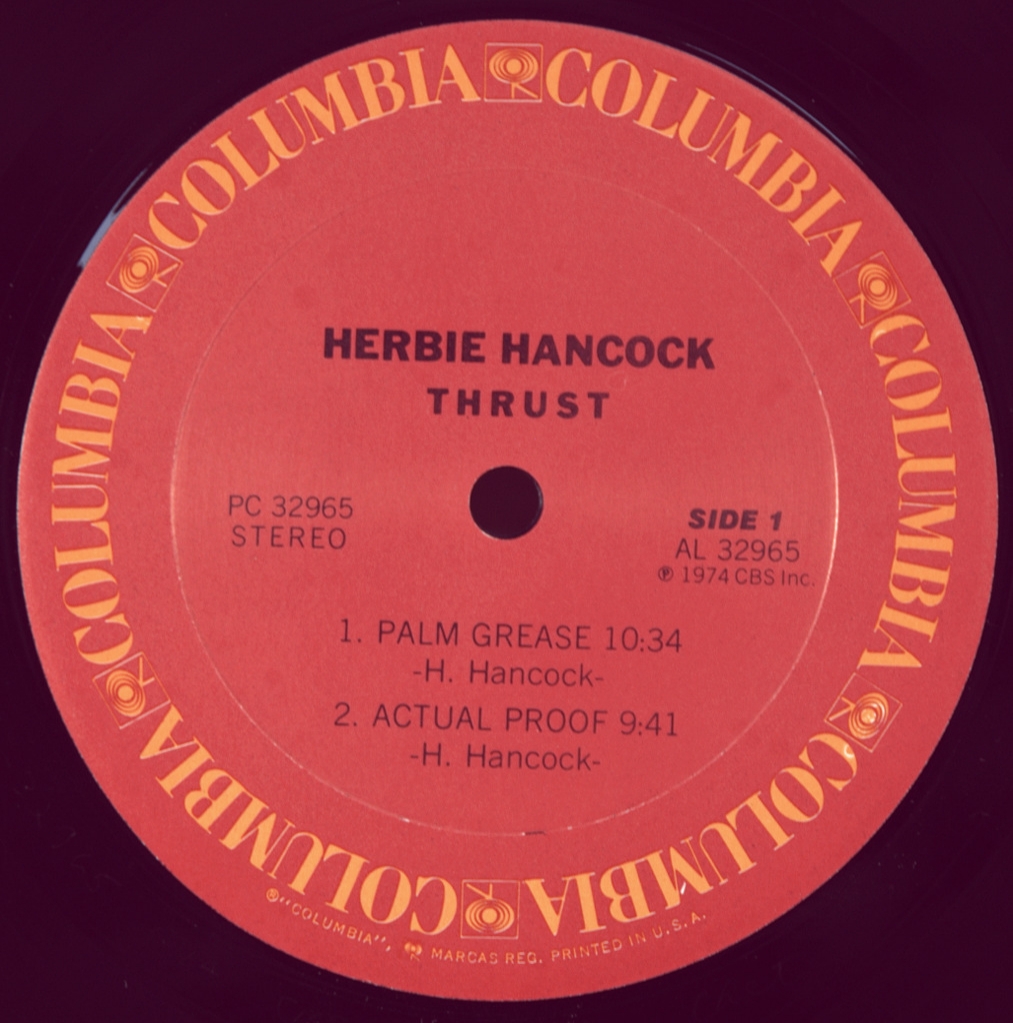 COLUMBIA COLUMBIA COLUMBIA COLUMBIA COLUMBIA COLUMBIA
HERBIE HANCOCK
THRUST
PC 32965
STEREO
SIDE 1
AL 32965
℗ 1974 CBS Inc.
1. PALM GREASE 10:34
-H. Hancock-
2. ACTUAL PROOF 9:41
-H. Hancock-
®"COLUMBIA", MARCAS REG. PRINTED IN U.S.A.